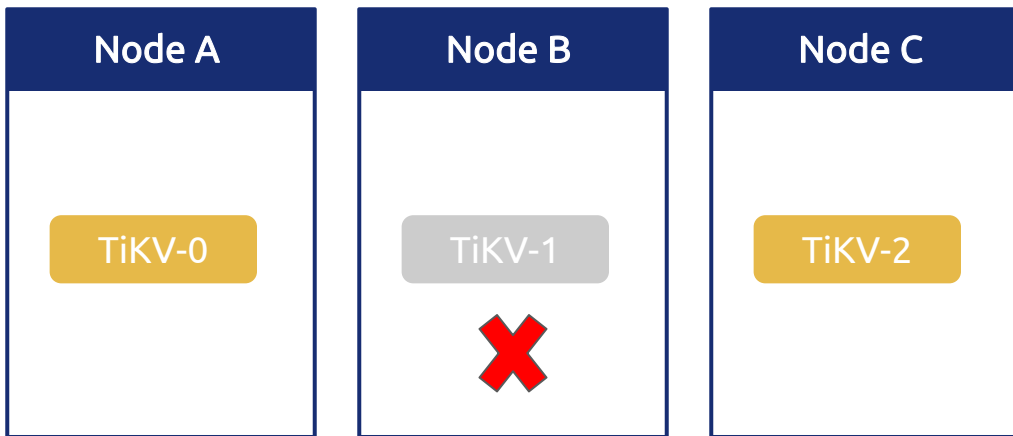 Node A
Node B
Node C
TiKV-0
TiKV-1
TiKV-2